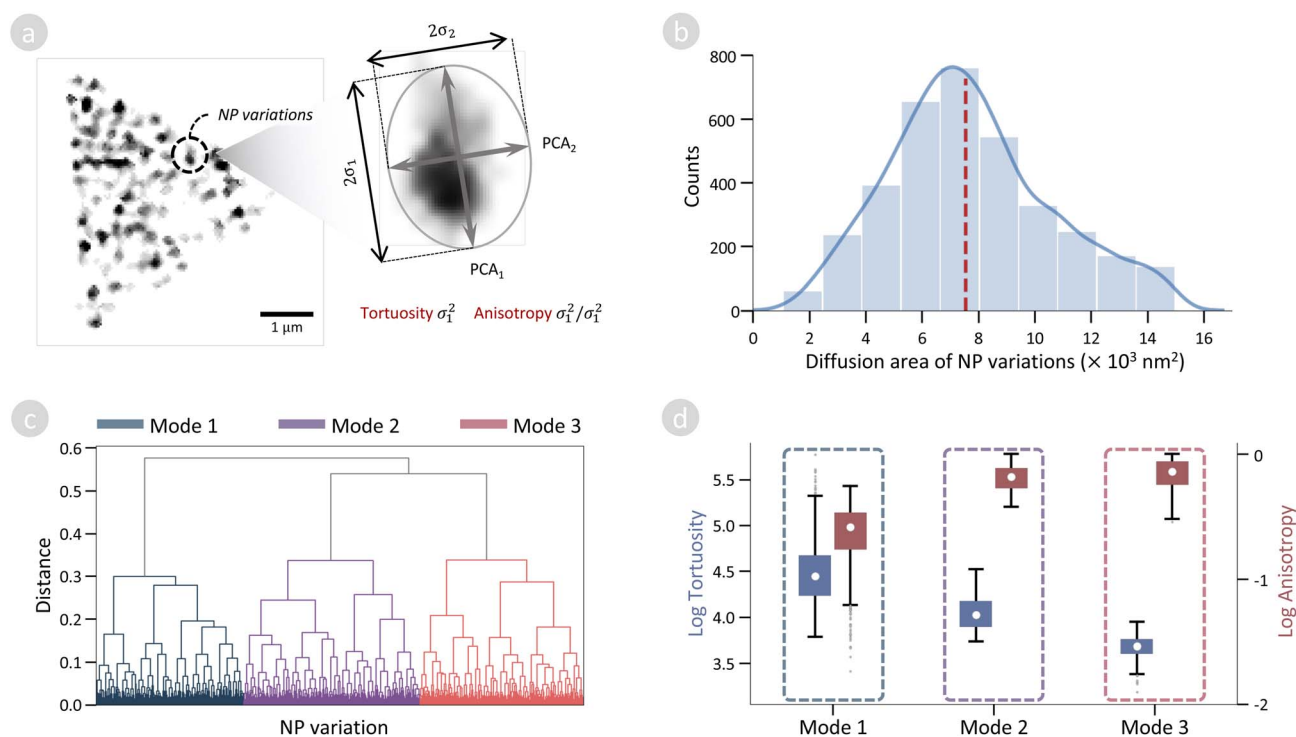 a
NP variations
1 μm
2σ₂
2σ₁
PCA₂
PCA₁
Tortuosity σ₁² Anisotropy σ₁²/σ₁²
b
800
600
400
200
0
Counts
0 2 4 6 8 10 12 14 16
Diffusion area of NP variations (× 10³ nm²)
c
Mode 1 Mode 2 Mode 3
0.6
0.5
0.4
0.3
0.2
0.1
0.0
Distance
NP variation
d
5.5
5.0
4.5
4.0
3.5
Log Tortuosity
0
-1
-2
Log Anisotropy
Mode 1 Mode 2 Mode 3